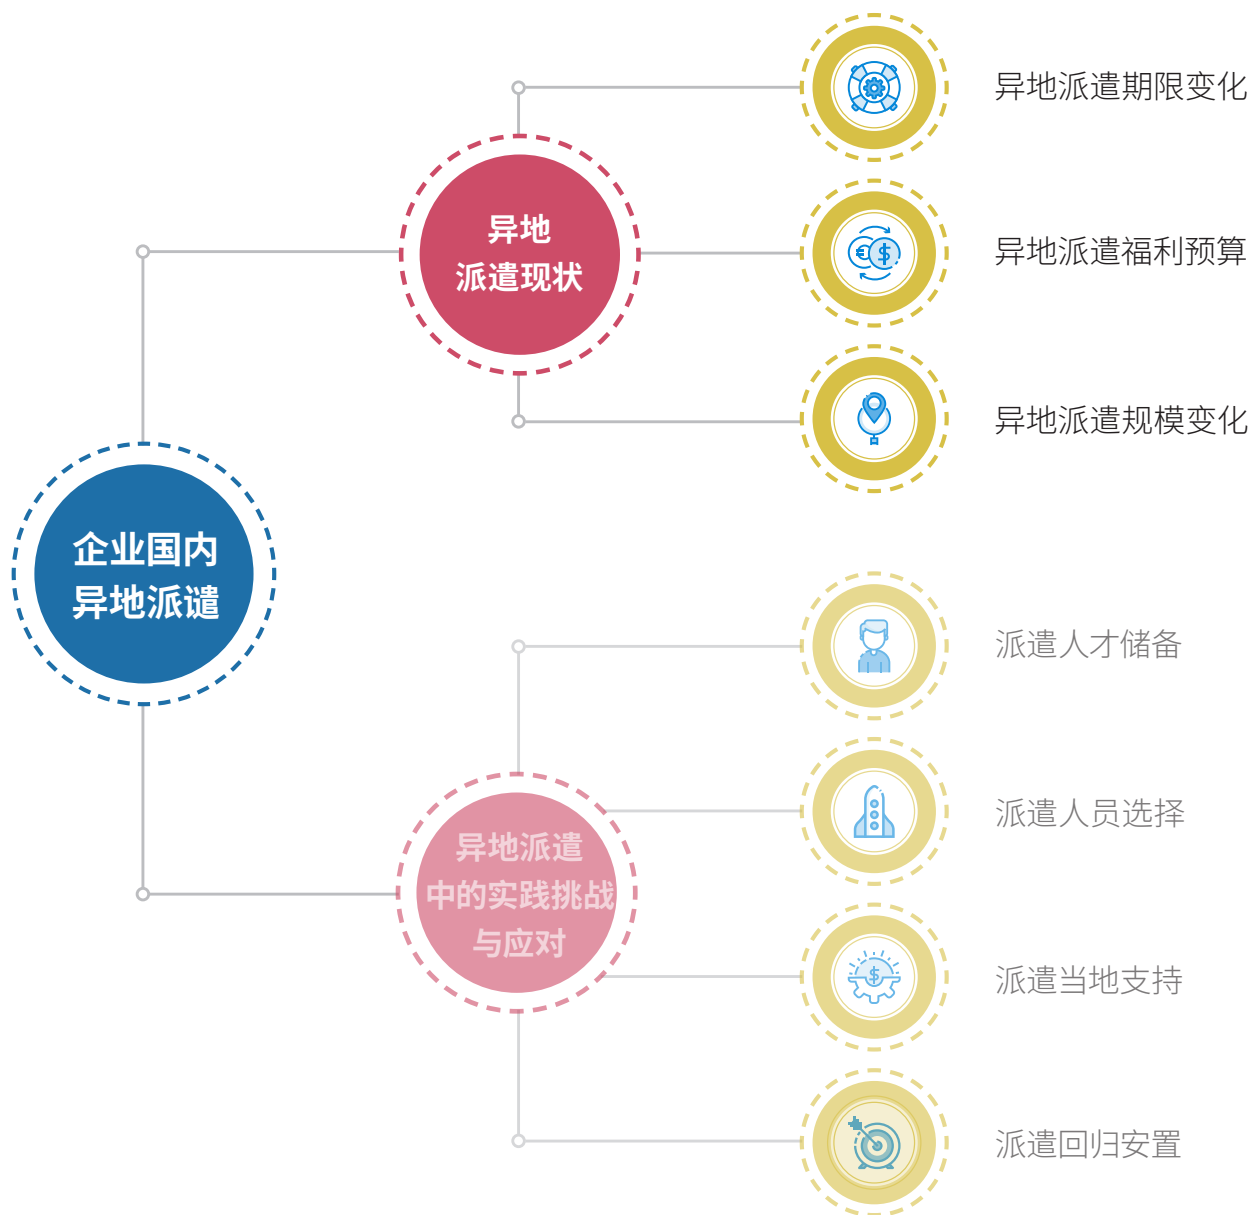 异地派遣期限变化
异地
派遣现状
异地派遣福利预算
异地派遣规模变化
企业国内
异地派谴
派遣人才储备
派遣人员选择
异地派遣
中的实践挑战
与应对
派遣当地支持
派遣回归安置